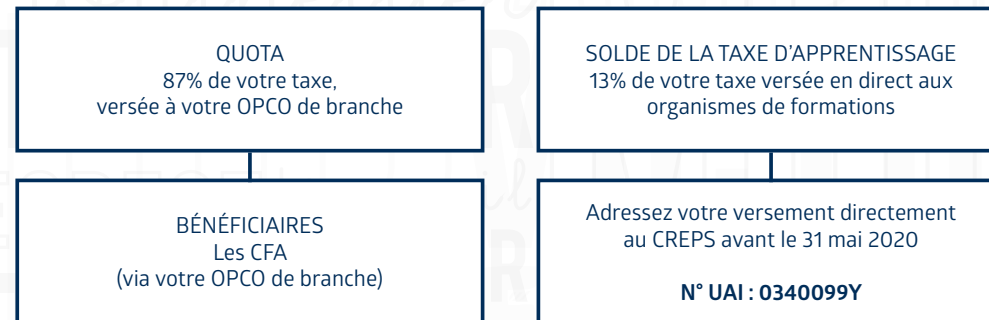 QUOTA
87% de votre taxe,
versée à votre OPCO de branche
SOLDE DE LA TAXE D'APPRENTISSAGE
13% de votre taxe versée en direct aux
organismes de formations
BÉNÉFICIAIRES
Les CFA
(via votre OPCO de branche)
Adressez votre versement directement
au CREPS avant le 31 mai 2020
N° UAI : 0340099Y